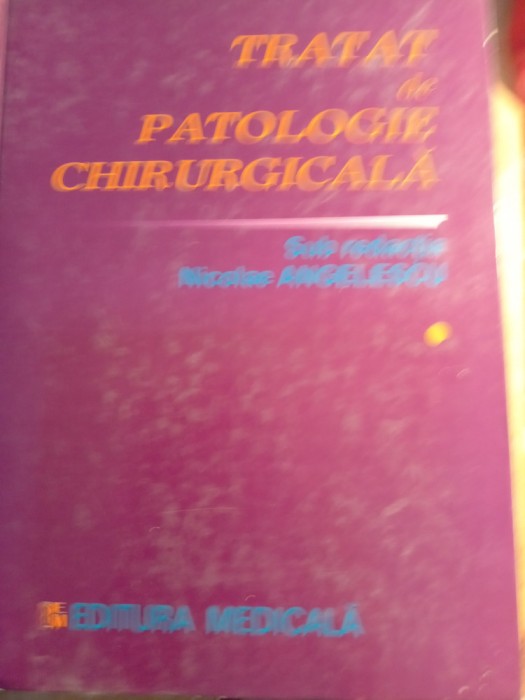 TRATAT
de
PATOLOGIE
CHIRURGICALĂ
Sub redacția
Nicolae ANGELESCU
EDITURA MEDICALĂ